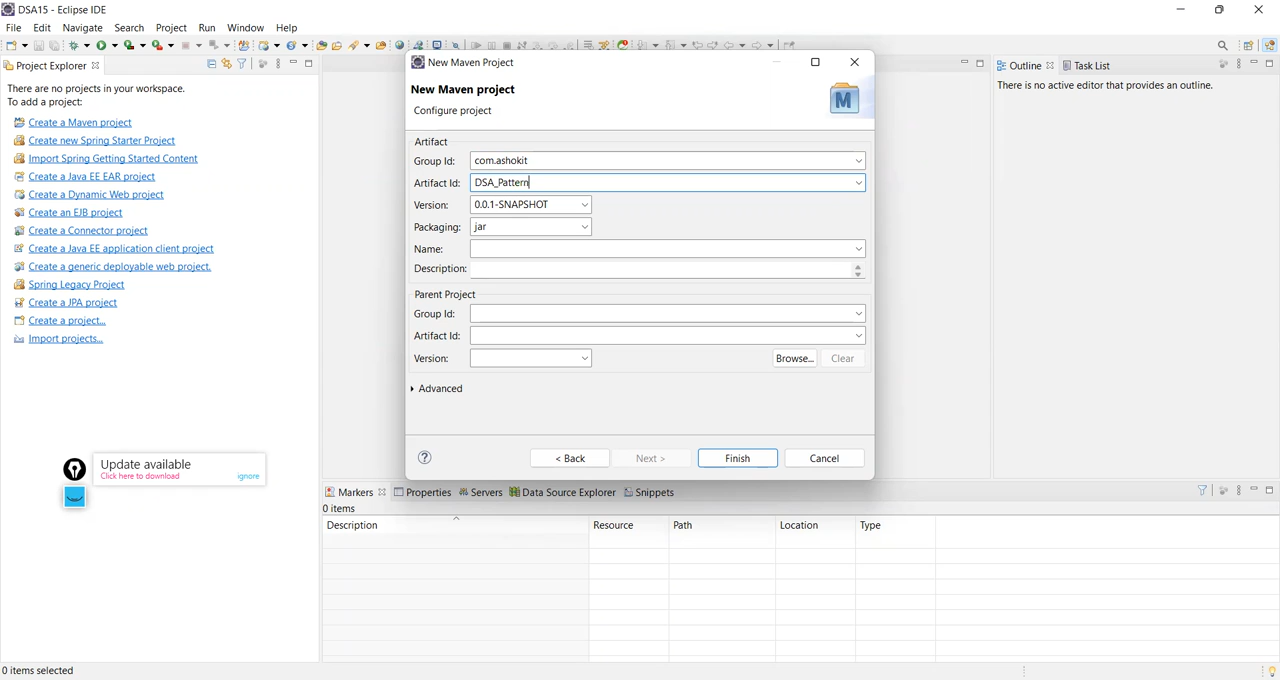 DSA15 - Eclipse IDE
File Edit Navigate Search Project Run Window Help
Project Explorer
There are no projects in your workspace.
To add a project:
Create a Maven project
Create new Spring Starter Project
Import Spring Getting Started Content
Create a Java EE EAR project
Create a Dynamic Web project
Create an EJB project
Create a Connector project
Create a Java EE application client project
Create a generic deployable web project.
Spring Legacy Project
Create a JPA project
Create a project...
Import projects...
Update available
Click here to download ignore
New Maven Project
New Maven project
Configure project
M
Artifact
Group Id: com.ashokit
Artifact Id: DSA_Pattern
Version: 0.0.1-SNAPSHOT
Packaging: jar
Name:
Description:
Parent Project
Group Id:
Artifact Id:
Version: Browse... Clear
Advanced
? < Back Next > Finish Cancel
Outline Task List
There is no active editor that provides an outline.
Markers Properties Servers Data Source Explorer Snippets
0 items
Description Resource Path Location Type
0 items selected